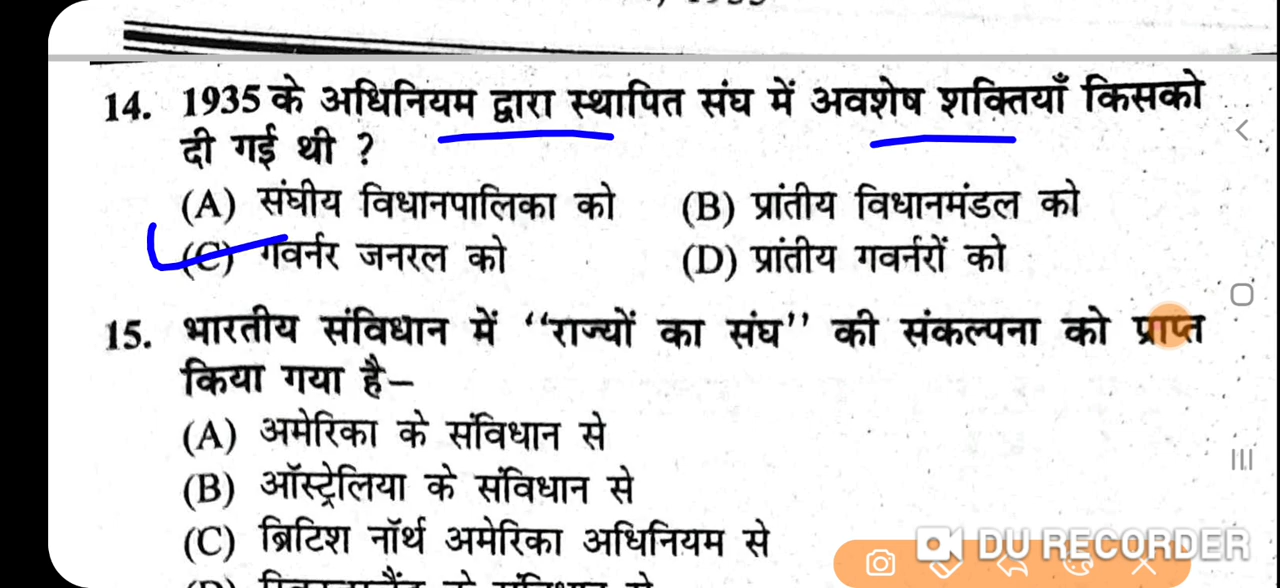 14. 1935 के अधिनियम द्वारा स्थापित संघ में अवशेष शक्तियाँ किसको
दी गई थी ?
(A) संघीय विधानपालिका को (B) प्रांतीय विधानमंडल को
(C) गवर्नर जनरल को (D) प्रांतीय गवर्नरों को
15. भारतीय संविधान में “राज्यों का संघ” की संकल्पना को प्राप्त
किया गया है–
(A) अमेरिका के संविधान से
(B) ऑस्ट्रेलिया के संविधान से
(C) ब्रिटिश नॉर्थ अमेरिका अधिनियम से
DU RECORDER